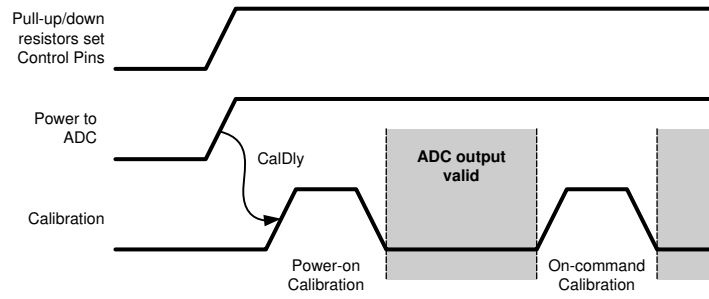 Pull-up/down
resistors set
Control Pins
Power to
ADC
CalDly
ADC output
valid
Calibration
Power-on
Calibration
On-command
Calibration